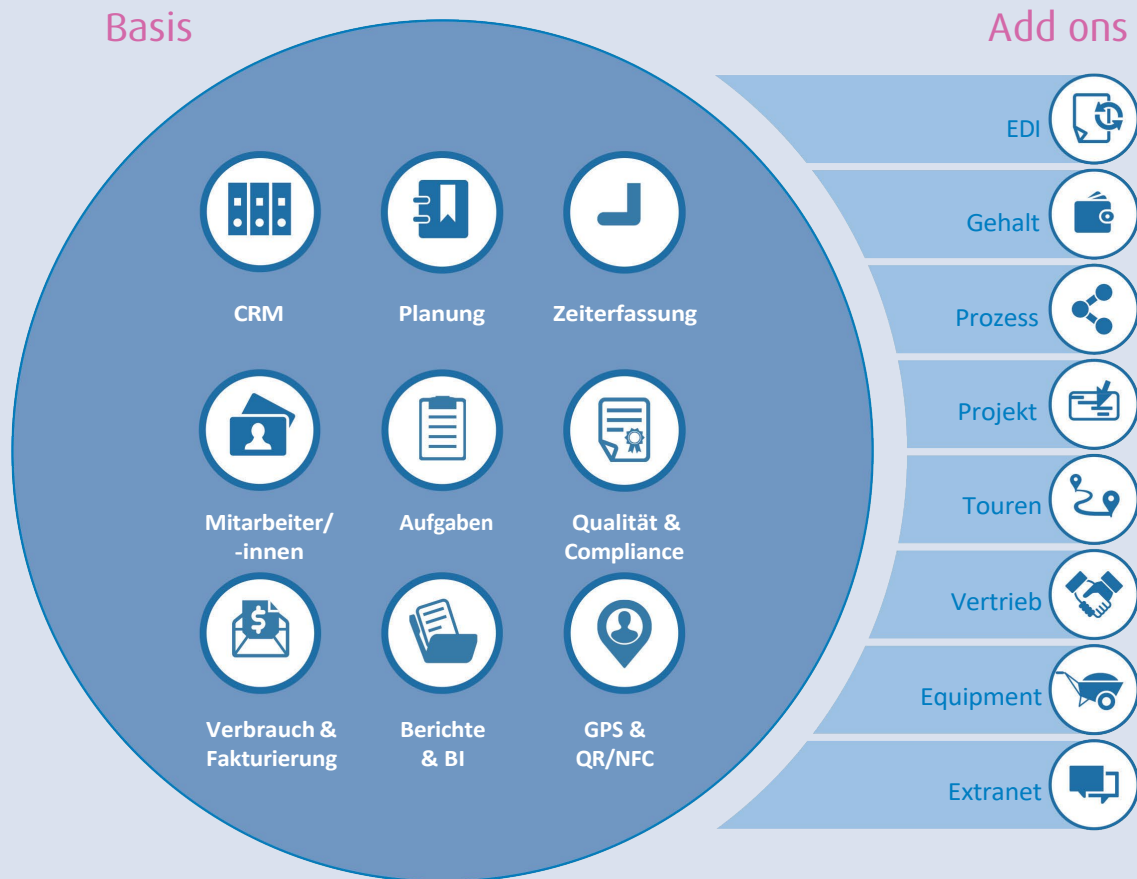 Basis
Add ons
CRM
Planung
Zeiterfassung
Mitarbeiter/
-innen
Aufgaben
Qualität &
Compliance
$
Verbrauch &
Fakturierung
Berichte
& BI
GPS &
QR/NFC
EDI
Gehalt
Prozess
Projekt
Touren
Vertrieb
Equipment
Extranet